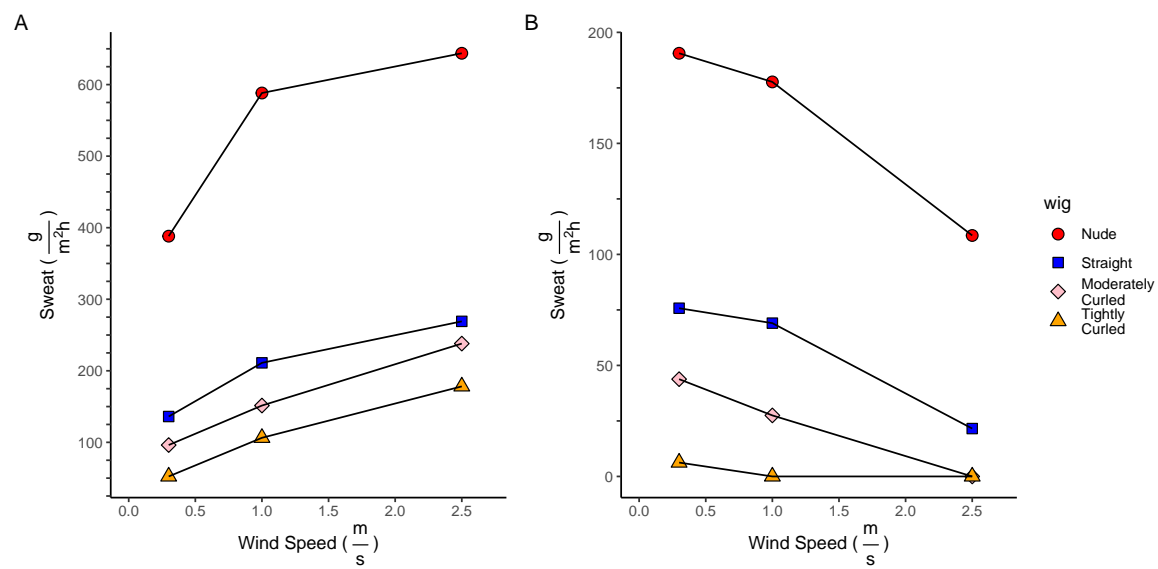 A
600
500
400
300
200
100
Sweat ( g / m²h )
0.0 0.5 1.0 1.5 2.0 2.5
Wind Speed ( m / s )
B
200
150
100
50
0
Sweat ( g / m²h )
0.0 0.5 1.0 1.5 2.0 2.5
Wind Speed ( m / s )
wig
Nude
Straight
Moderately
Curled
Tightly
Curled